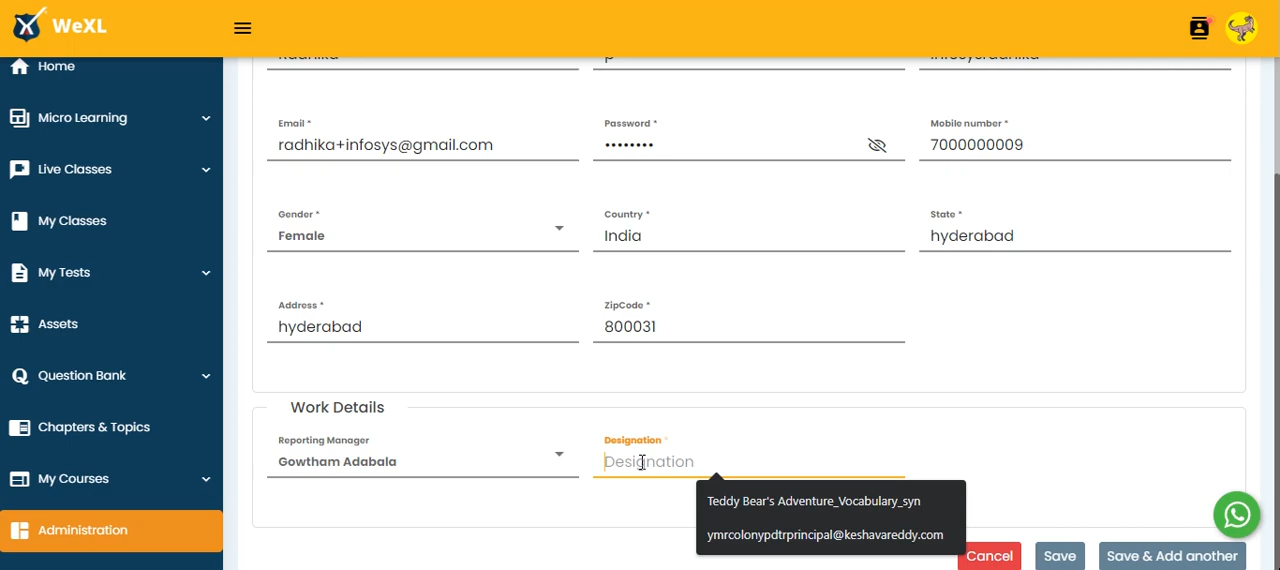 WeXL
Home
Micro Learning
Live Classes
My Classes
My Tests
Assets
Question Bank
Chapters & Topics
My Courses
Administration
Email *
radhika+infosys@gmail.com
Password *
••••••••
Mobile number *
7000000009
Gender *
Female
Country *
India
State *
hyderabad
Address *
hyderabad
ZipCode *
800031
Work Details
Reporting Manager
Gowtham Adabala
Designation *
Designation
Teddy Bear's Adventure_Vocabulary_syn
ymrcolonypdtrprincipal@keshavareddy.com
Cancel
Save
Save & Add another